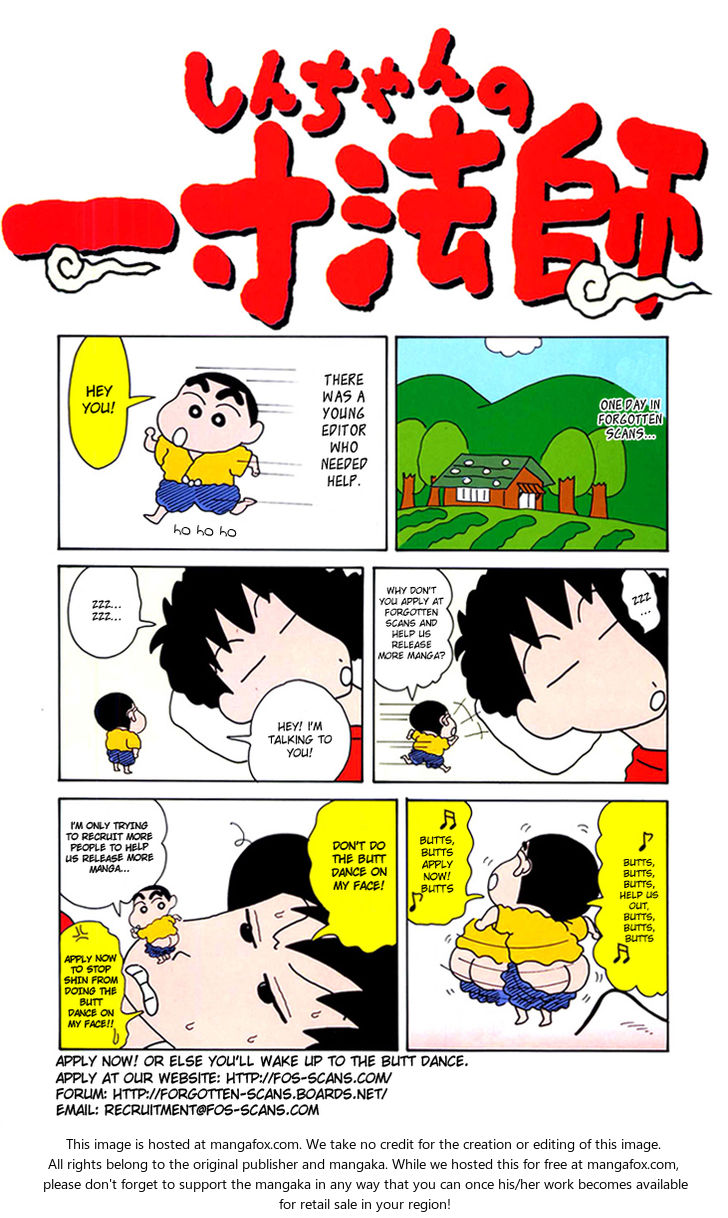 しんちゃんの
一寸法師
ONE DAY IN
FORGOTTEN
SCANS...
THERE
WAS A
YOUNG
EDITOR
WHO
NEEDED
HELP.
HEY
YOU!
ho ho ho
ZZZ
...
WHY DON'T
YOU APPLY AT
FORGOTTEN
SCANS AND
HELP US
RELEASE
MORE MANGA?
ZZZ...
ZZZ...
HEY! I'M
TALKING TO
YOU!
BUTTS,
BUTTS,
BUTTS,
HELP US
OUT,
BUTTS,
BUTTS,
BUTTS
BUTTS,
BUTTS
APPLY
NOW!
BUTTS
DON'T DO
THE BUTT
DANCE ON
MY FACE!
I'M ONLY TRYING
TO RECRUIT MORE
PEOPLE TO HELP
US RELEASE MORE
MANGA...
APPLY NOW
TO STOP
SHIN FROM
DOING THE
BUTT
DANCE ON
MY FACE!!
APPLY NOW! OR ELSE YOU'LL WAKE UP TO THE BUTT DANCE.
APPLY AT OUR WEBSITE: HTTP://FOS-SCANS.COM/
FORUM: HTTP://FORGOTTEN-SCANS.BOARDS.NET/
EMAIL: RECRUITMENT@FOS-SCANS.COM
This image is hosted at mangafox.com. We take no credit for the creation or editing of this image.
All rights belong to the original publisher and mangaka. While we hosted this for free at mangafox.com,
please don't forget to support the mangaka in any way that you can once his/her work becomes available
for retail sale in your region!